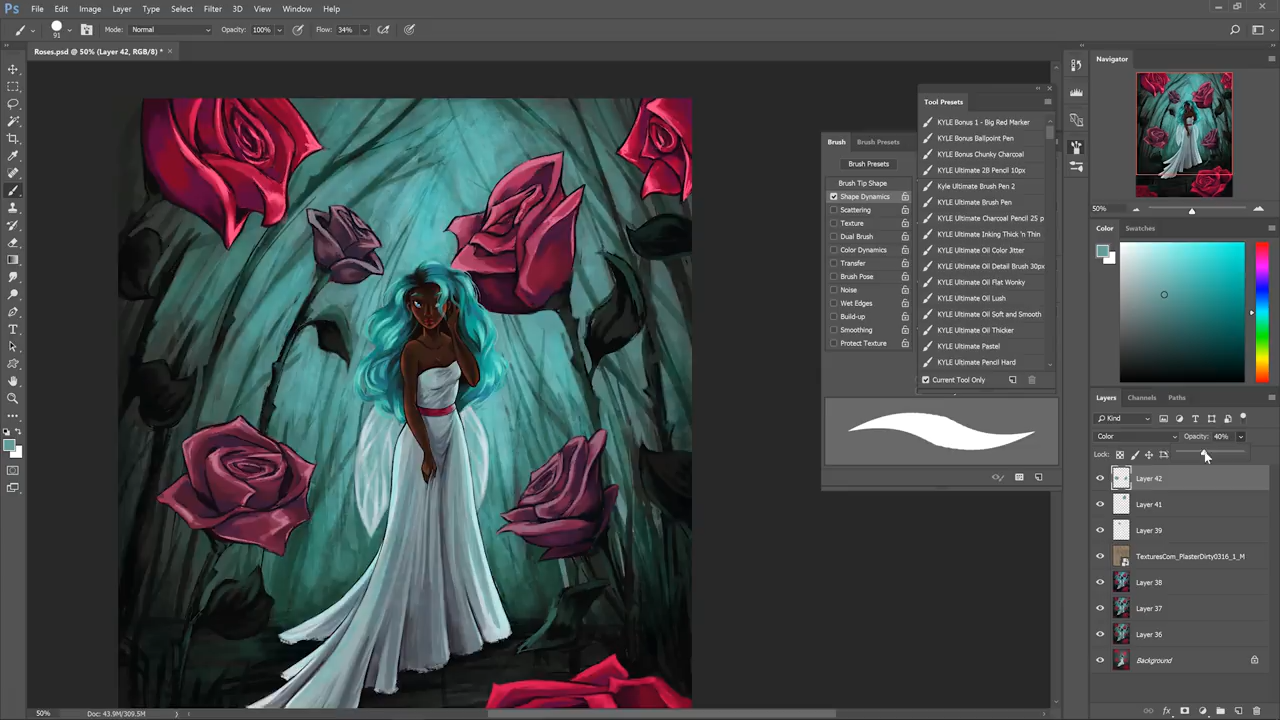 Ps File Edit Image Layer Type Select Filter 3D View Window Help
91 Mode: Normal Opacity: 100% Flow: 34%
Roses.psd @ 50% (Layer 42, RGB/8) * ×
Navigator
50%
Color Swatches
Layers Channels Paths
Kind
Color Opacity: 40%
Lock:
Layer 42
Layer 41
Layer 39
TexturesCom_PlasterDirty0316_1_M
Layer 38
Layer 37
Layer 36
Background
Tool Presets
KYLE Bonus 1 - Big Red Marker
KYLE Bonus Ballpoint Pen
KYLE Bonus Chunky Charcoal
KYLE Ultimate 2B Pencil 10px
Kyle Ultimate Brush Pen 2
KYLE Ultimate Brush Pen
KYLE Ultimate Charcoal Pencil 25 p
KYLE Ultimate Inking Thick 'n Thin
KYLE Ultimate Oil Color Jitter
KYLE Ultimate Oil Detail Brush 30px
KYLE Ultimate Oil Flat Wonky
KYLE Ultimate Oil Lush
KYLE Ultimate Oil Soft and Smooth
KYLE Ultimate Oil Thicker
KYLE Ultimate Pastel
KYLE Ultimate Pencil Hard
Current Tool Only
Brush Brush Presets
Brush Presets
Brush Tip Shape
Shape Dynamics
Scattering
Texture
Dual Brush
Color Dynamics
Transfer
Brush Pose
Noise
Wet Edges
Build-up
Smoothing
Protect Texture
50% Doc: 43.9M/309.5M